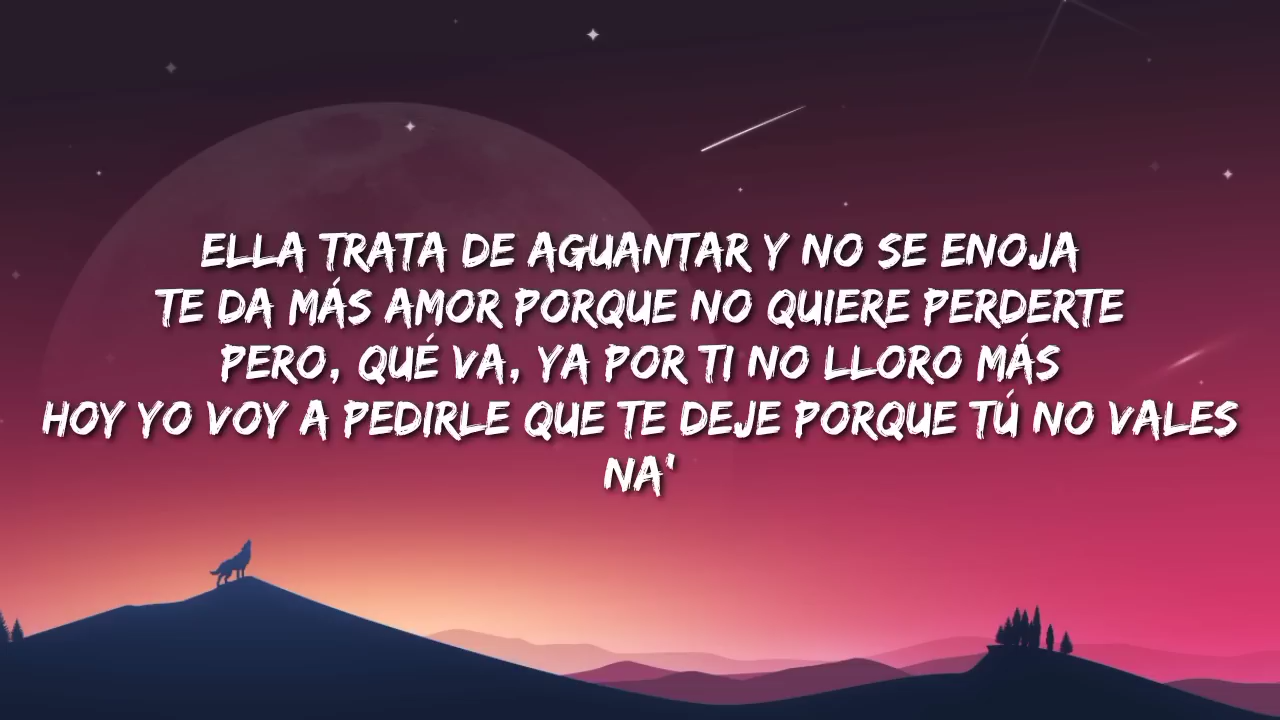 ELLA TRATA DE AGUANTAR Y NO SE ENOJA
TE DA MÁS AMOR PORQUE NO QUIERE PERDERTE
PERO, QUÉ VA, YA POR TI NO LLORO MÁS
HOY YO VOY A PEDIRLE QUE TE DEJE PORQUE TÚ NO VALES
NA'